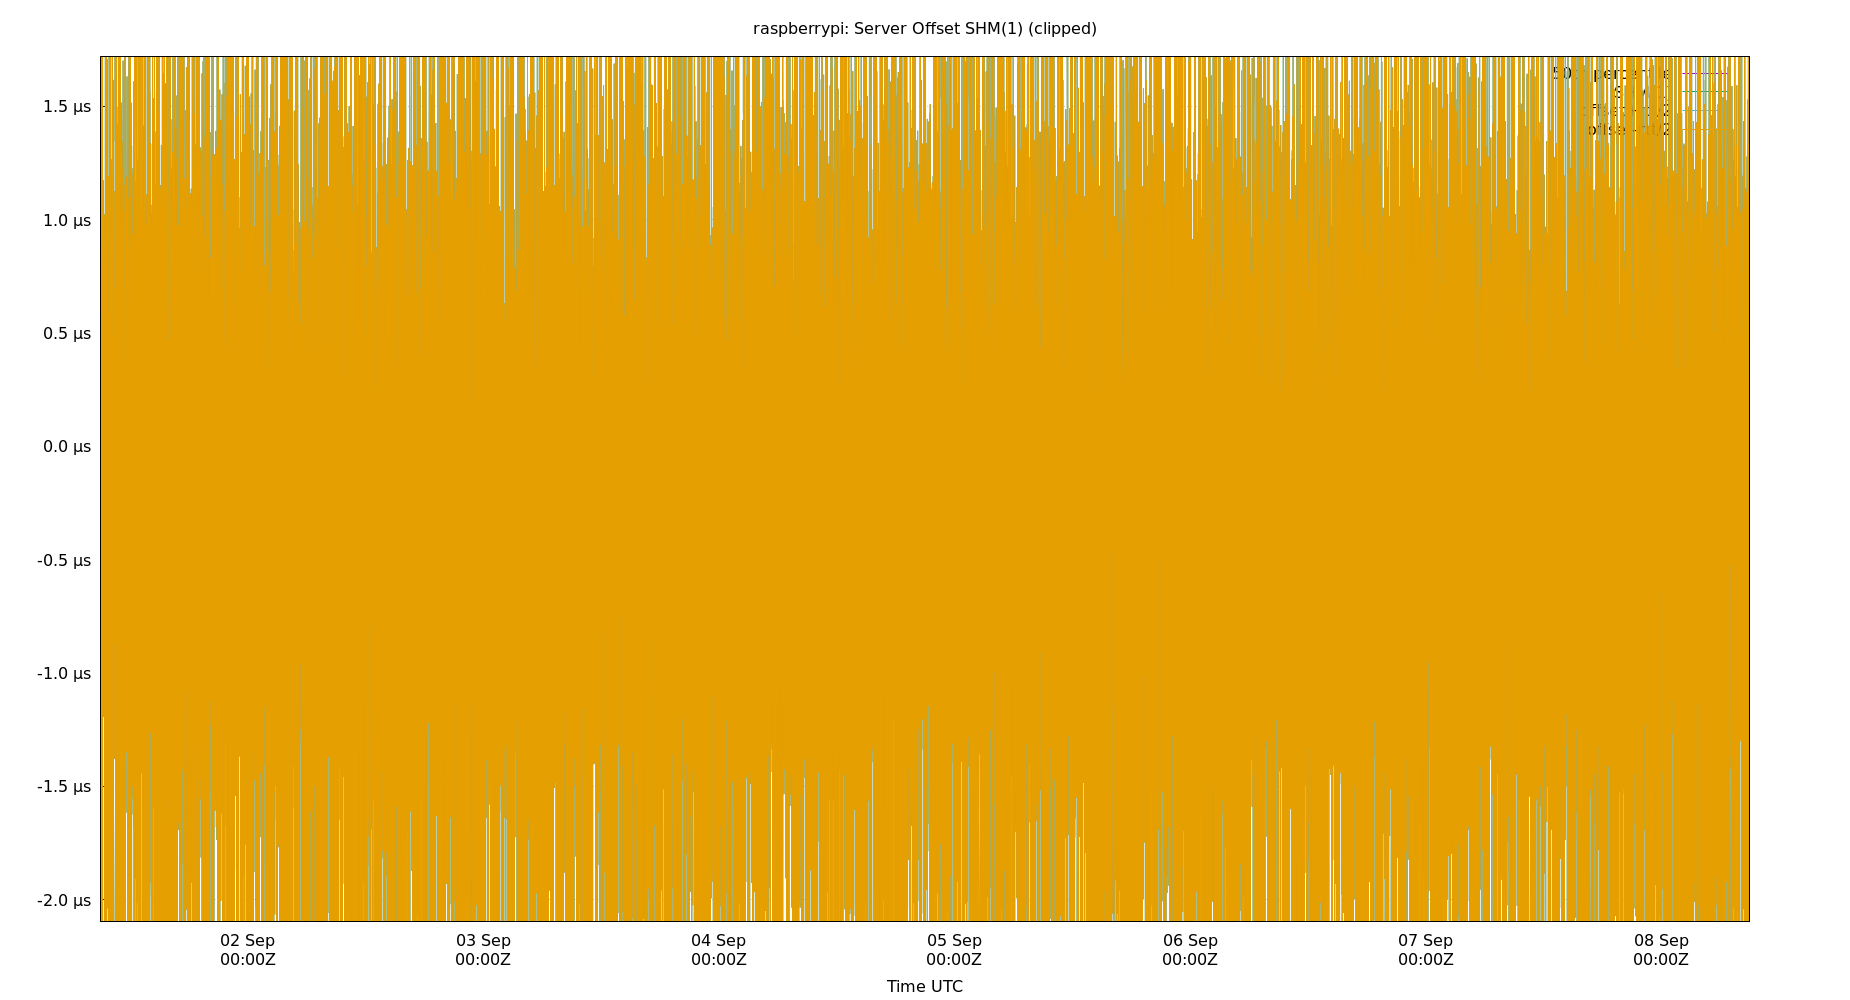 raspberrypi: Server Offset SHM(1) (clipped)
1.5 µs
1.0 µs
0.5 µs
0.0 µs
-0.5 µs
-1.0 µs
-1.5 µs
-2.0 µs
02 Sep 03 Sep 04 Sep 05 Sep 06 Sep 07 Sep 08 Sep
00:00Z 00:00Z 00:00Z 00:00Z 00:00Z 00:00Z 00:00Z
Time UTC